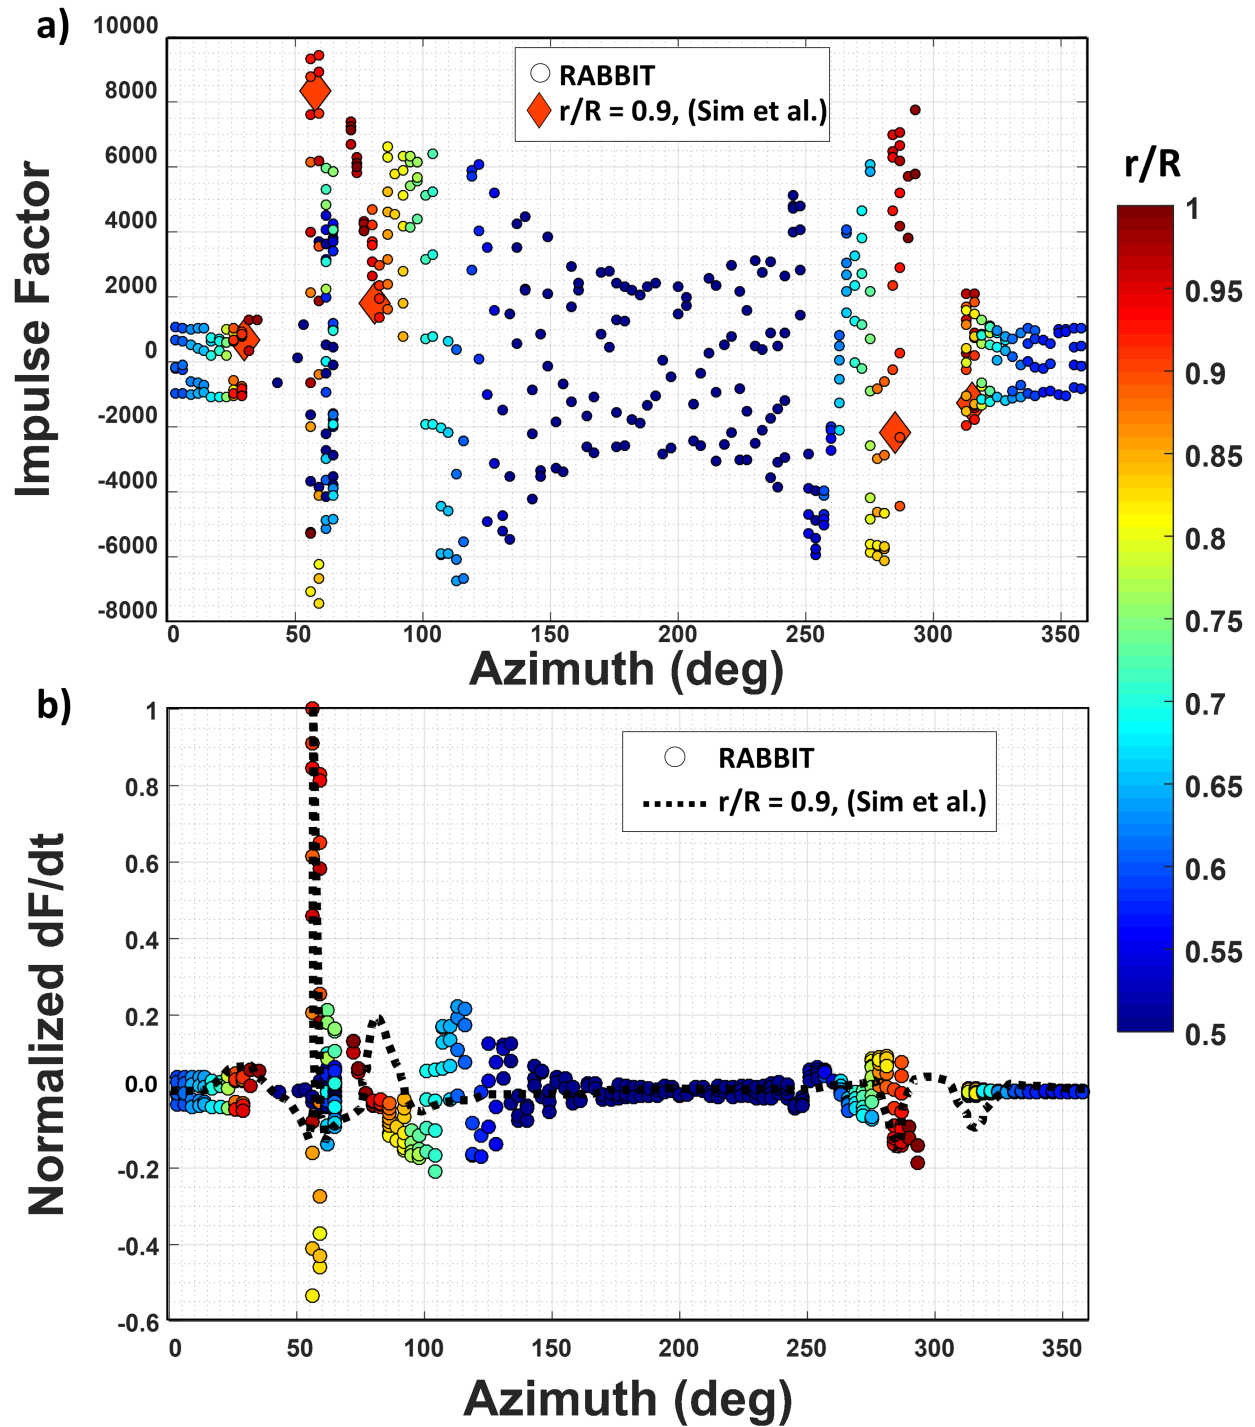 a)
10000
8000
6000
4000
2000
0
-2000
-4000
-6000
-8000
Impulse Factor
RABBIT
r/R = 0.9, (Sim et al.)
0 50 100 150 200 250 300 350
Azimuth (deg)
r/R
1
0.95
0.9
0.85
0.8
0.75
0.7
0.65
0.6
0.55
0.5
b)
1
0.8
0.6
0.4
0.2
0.0
-0.2
-0.4
-0.6
Normalized dF/dt
RABBIT
r/R = 0.9, (Sim et al.)
0 50 100 150 200 250 300 350
Azimuth (deg)